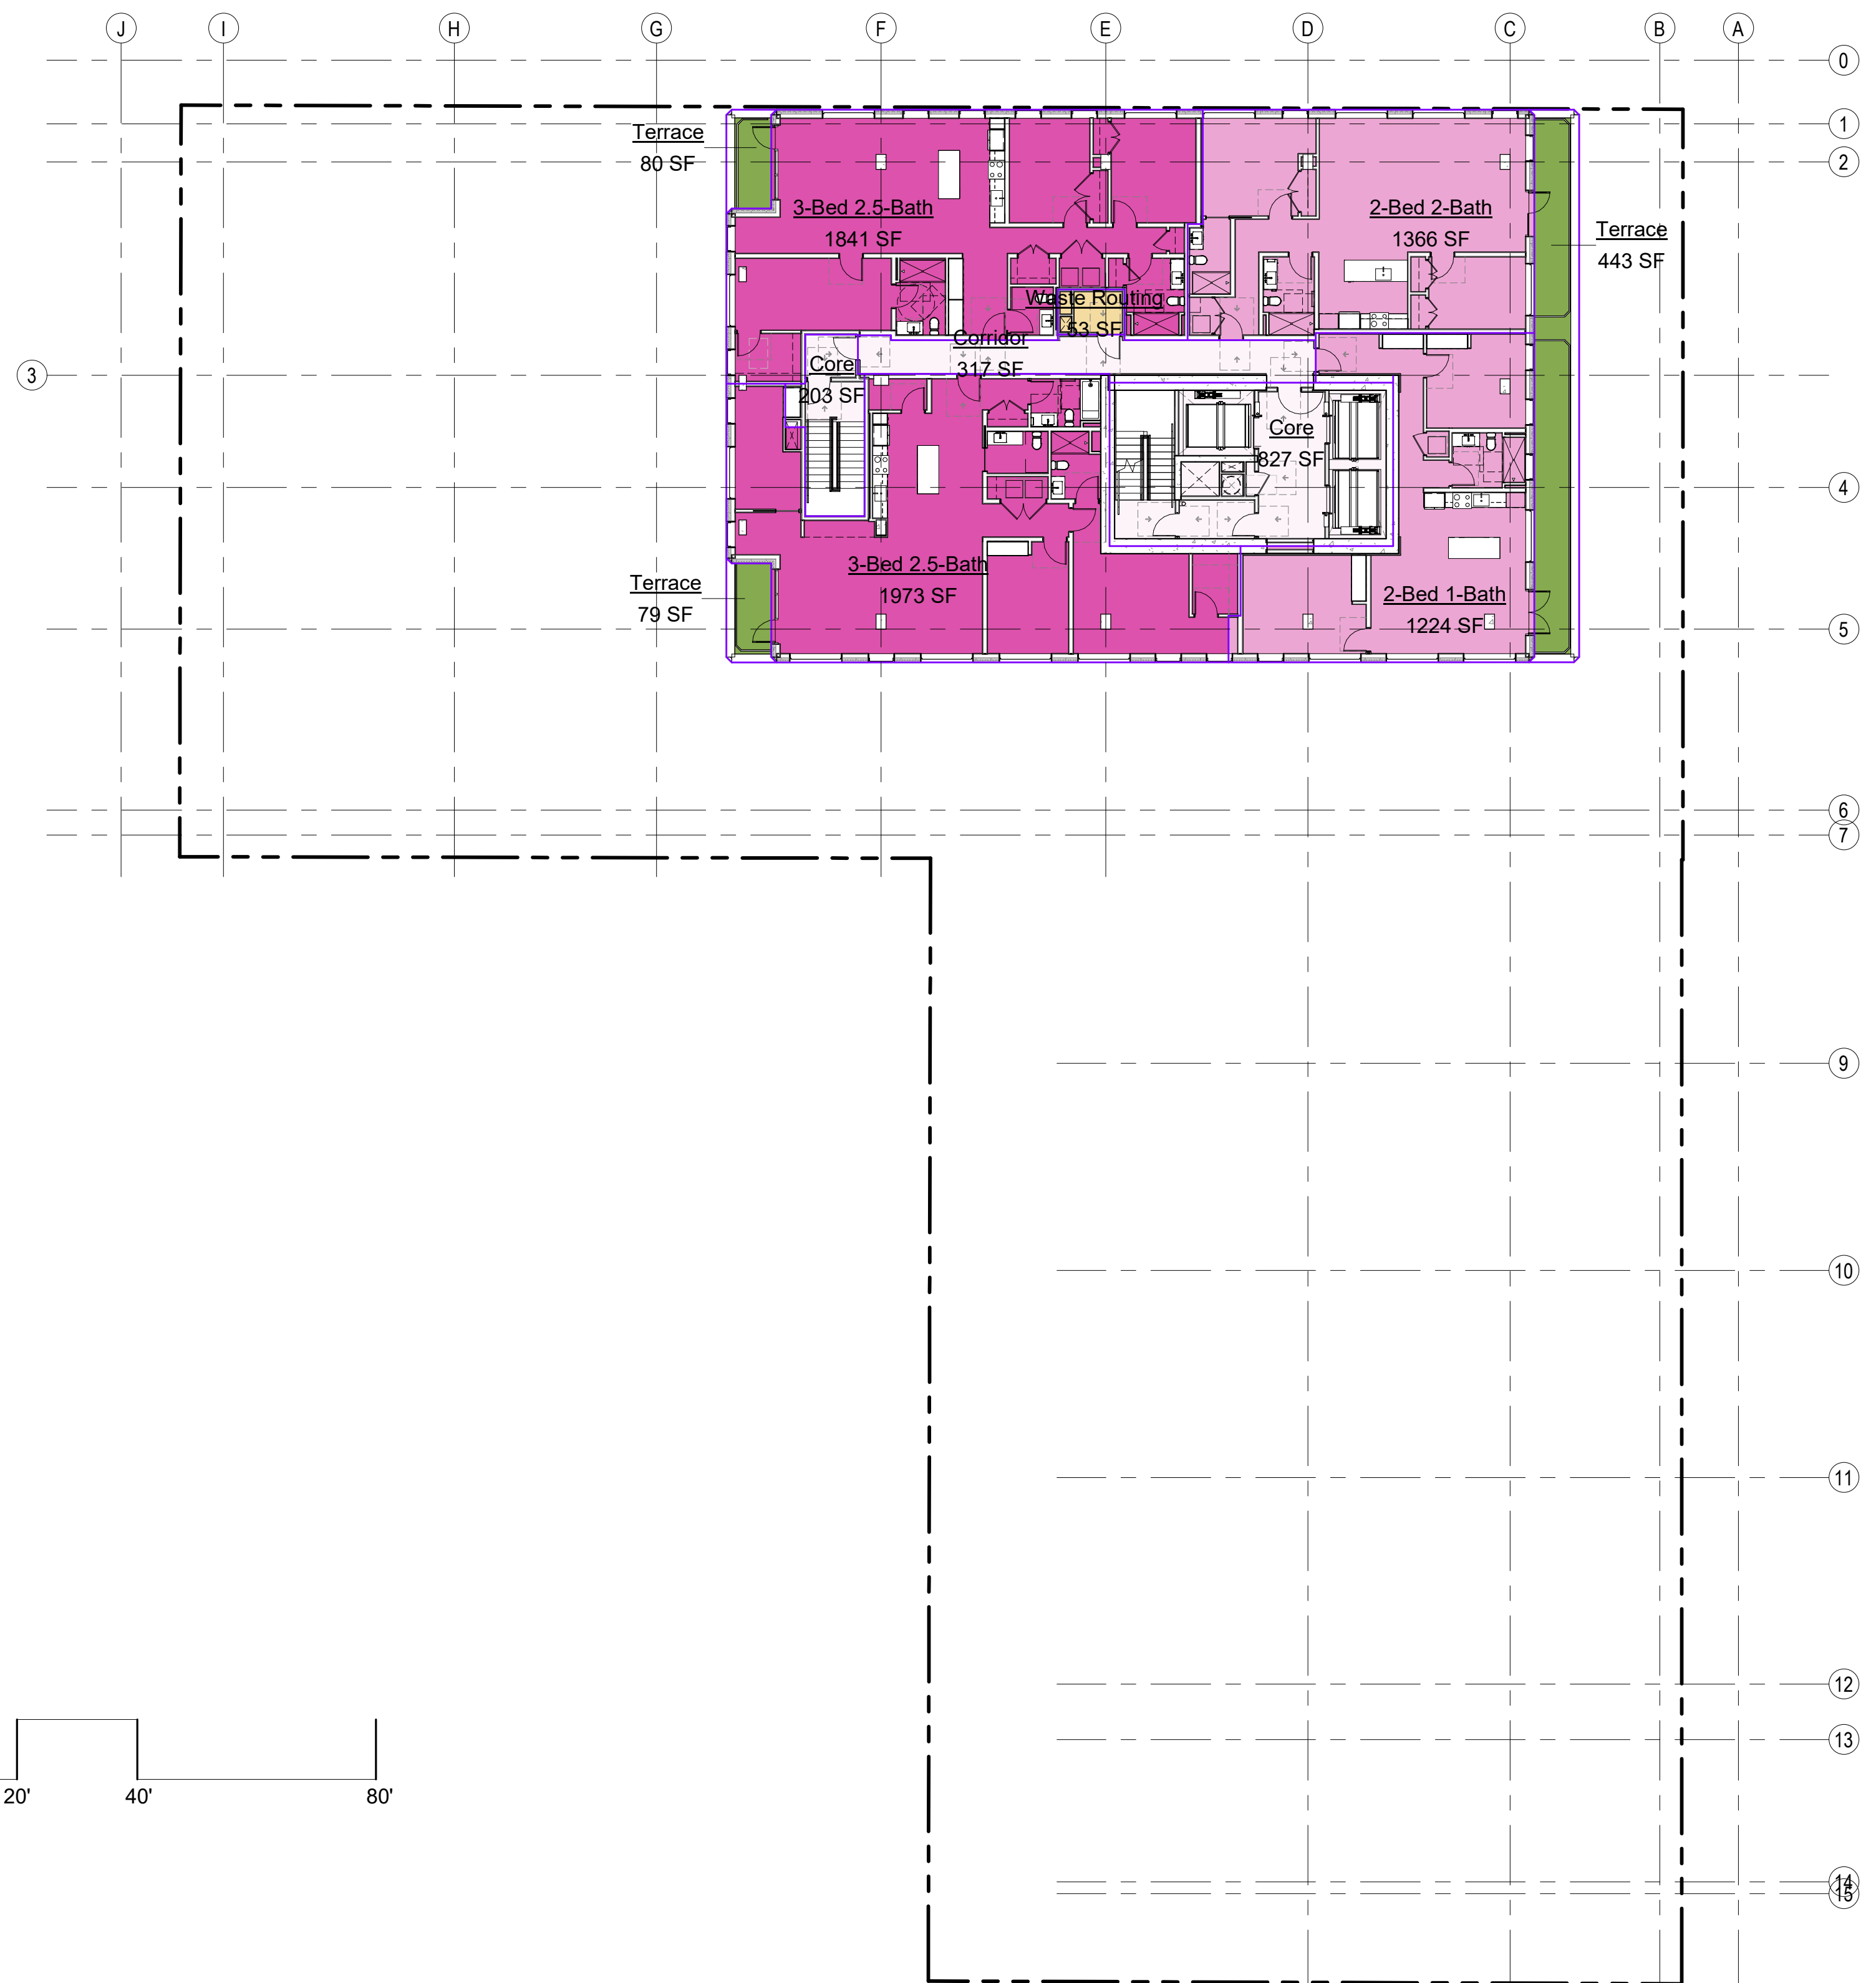 J
I
H
G
F
E
D
C
B
A
0
1
2
3
4
5
6
7
9
10
11
12
13
14
15
Terrace
80 SF
3-Bed 2.5-Bath
1841 SF
2-Bed 2-Bath
1366 SF
Terrace
443 SF
Waste Routing
53 SF
Corridor
317 SF
Core
203 SF
Core
827 SF
3-Bed 2.5-Bath
1973 SF
Terrace
79 SF
2-Bed 1-Bath
1224 SF
20'
40'
80'